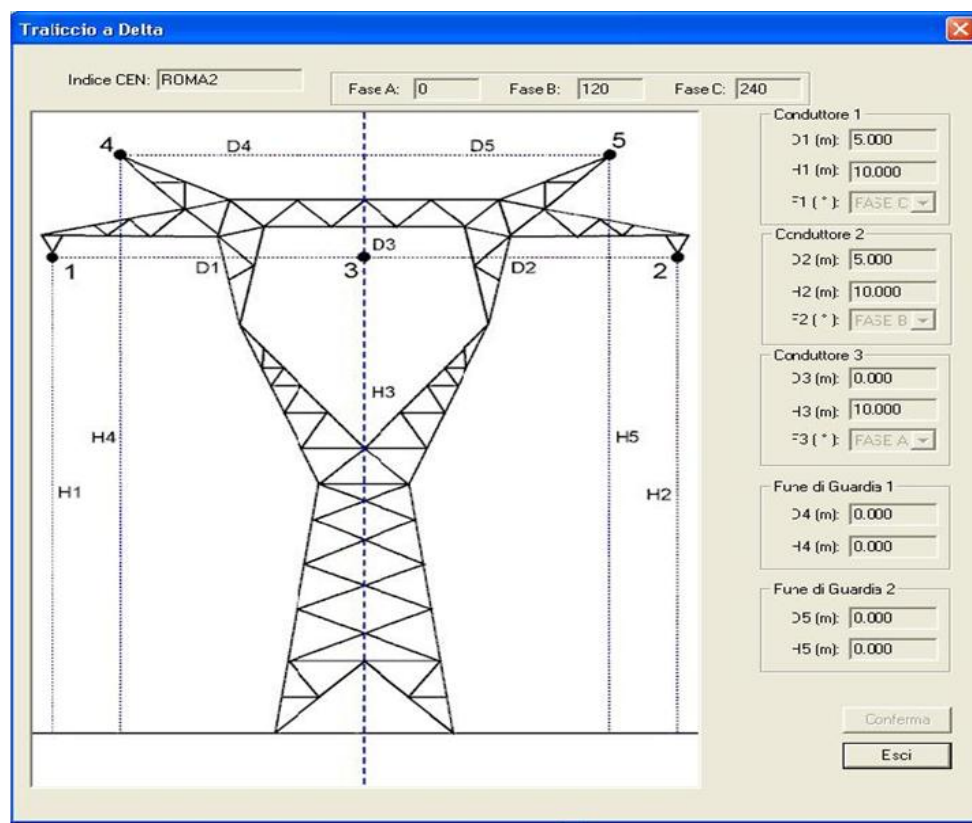 Traliccio a Delta
Indice CEN: ROMA2
Fase A: 0 Fase B: 120 Fase C: 240
4 D4 D5 5
D3
1 D1 3 D2 2
H3
H4 H5
H1 H2
Conduttore 1
D1 (m): 5.000
H1 (m): 10.000
F1 ( ° ): FASE C
Conduttore 2
D2 (m): 5.000
H2 (m): 10.000
F2 ( ° ): FASE B
Conduttore 3
D3 (m): 0.000
H3 (m): 10.000
F3 ( ° ): FASE A
Fune di Guardia 1
D4 (m): 0.000
H4 (m): 0.000
Fune di Guardia 2
D5 (m): 0.000
H5 (m): 0.000
Conferma
Esci